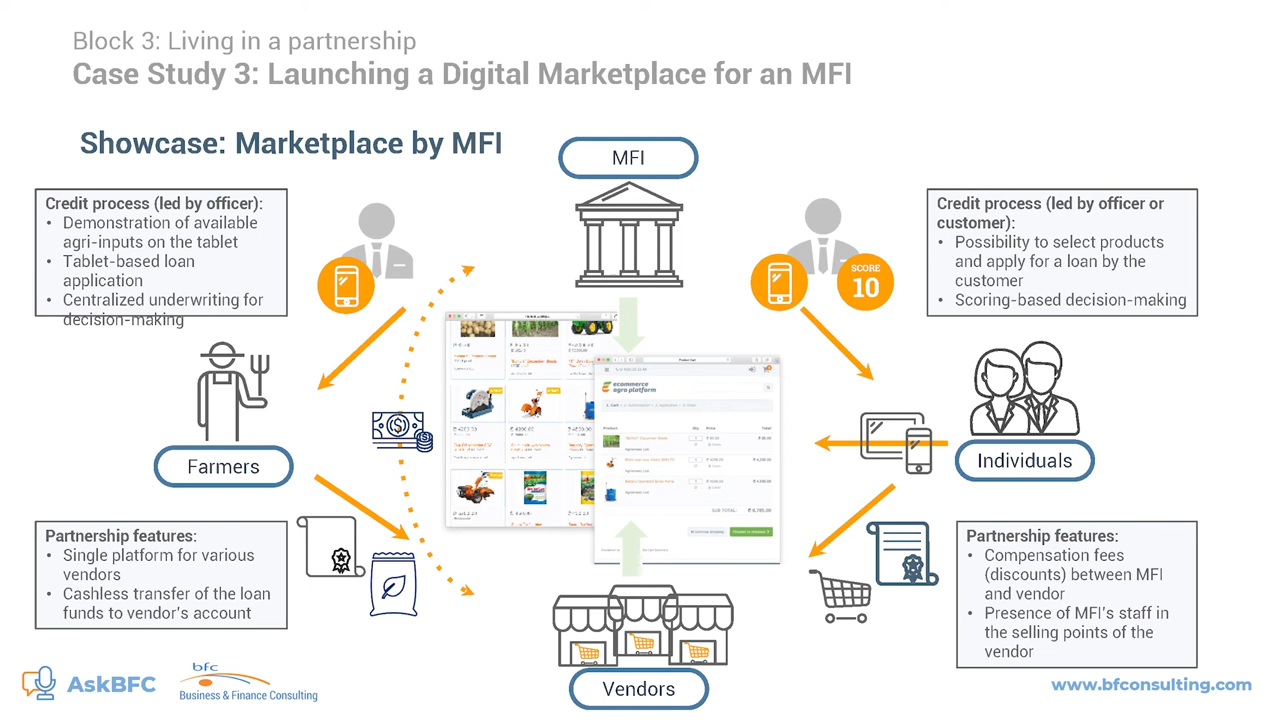 Block 3: Living in a partnership
Case Study 3: Launching a Digital Marketplace for an MFI
Showcase: Marketplace by MFI
MFI
Credit process (led by officer):
• Demonstration of available
agri-inputs on the tablet
• Tablet-based loan
application
• Centralized underwriting for
decision-making
SCORE
10
Credit process (led by officer or
customer):
• Possibility to select products
and apply for a loan by the
customer
• Scoring-based decision-making
ecommerce
agro platform
Product
Qty
Price
Total
SUB TOTAL:
Farmers
Individuals
Partnership features:
• Single platform for various
vendors
• Cashless transfer of the loan
funds to vendor's account
Partnership features:
• Compensation fees
(discounts) between MFI
and vendor
• Presence of MFI's staff in
the selling points of the
vendor
Vendors
AskBFC
bfc
Business & Finance Consulting
www.bfconsulting.com